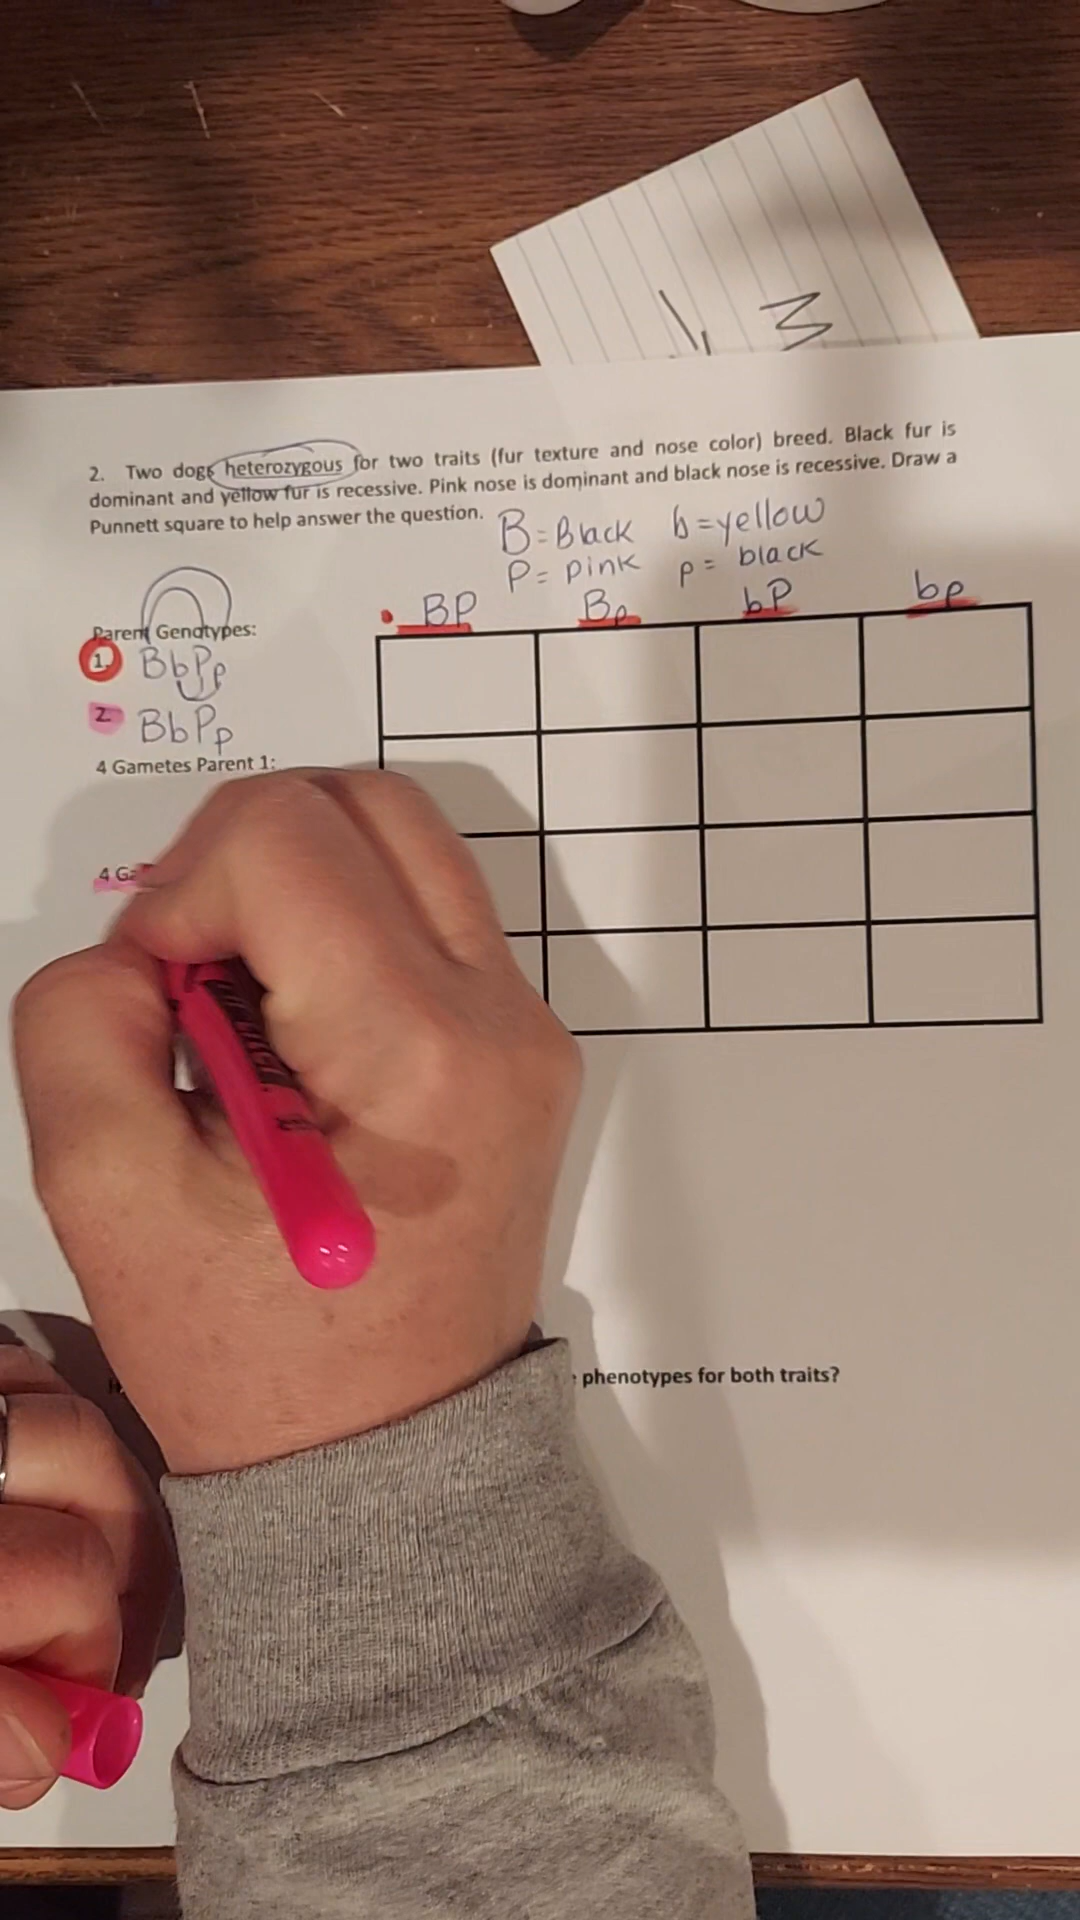 2. Two dogs heterozygous for two traits (fur texture and nose color) breed. Black fur is
dominant and yellow fur is recessive. Pink nose is dominant and black nose is recessive. Draw a
Punnett square to help answer the question.
B=Black b=yellow
P= pink p= black
BP Bp bP bp
Parent Genotypes:
1. BbPp
2 BbPp
4 Gametes Parent 1:
4 Ga
phenotypes for both traits?